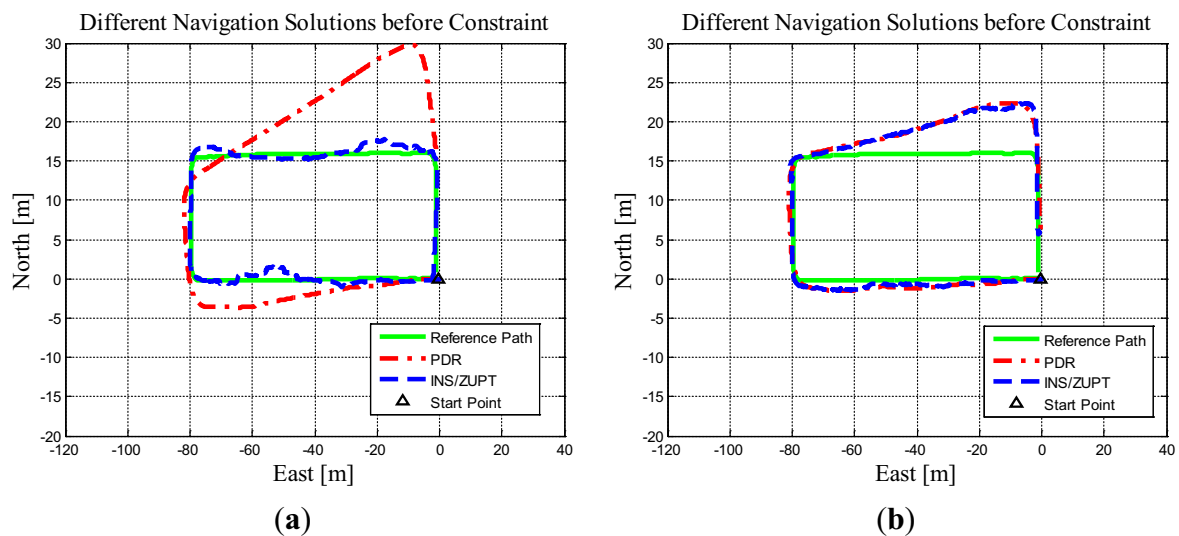 Different Navigation Solutions before Constraint
30
25
20
15
10
5
0
-5
-10
-15
-20
North [m]
Reference Path
PDR
INS/ZUPT
Start Point
-120 -100 -80 -60 -40 -20 0 20 40
East [m]
(a)
Different Navigation Solutions before Constraint
30
25
20
15
10
5
0
-5
-10
-15
-20
North [m]
Reference Path
PDR
INS/ZUPT
Start Point
-120 -100 -80 -60 -40 -20 0 20 40
East [m]
(b)